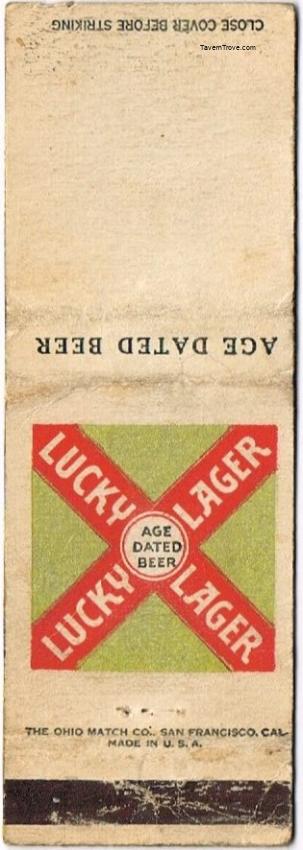 CLOSE COVER BEFORE STRIKING
TavernTrove.com
AGE DATED BEER
LUCKY LAGER
AGE
DATED
BEER
LUCKY LAGER
THE OHIO MATCH CO., SAN FRANCISCO, CAL.
MADE IN U. S. A.